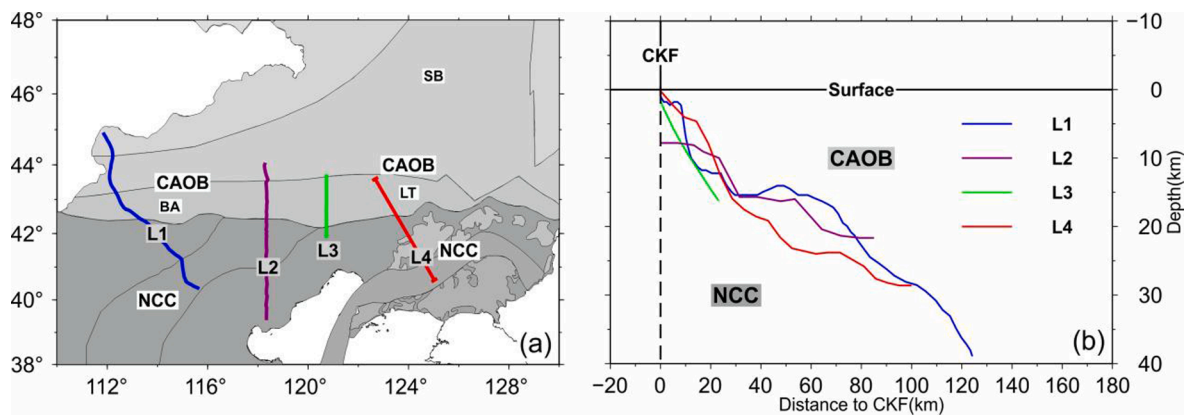 48°
46°
44°
42°
40°
38°
SB
CAOB
CAOB
LT
BA
L1
L2
L3
L4
NCC
NCC
(a)
112°
116°
120°
124°
128°
CKF
Surface
CAOB
NCC
L1
L2
L3
L4
(b)
−10
0
10
20
30
40
Depth(km)
−20
0
20
40
60
80
100
120
140
160
180
Distance to CKF(km)